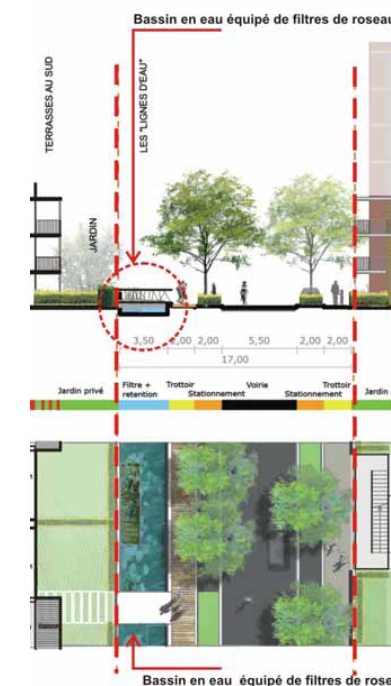 Bassin en eau équipé de filtres de roseau
TERRASSES AU SUD
JARDIN
LES "LIGNES D'EAU"
3,50 2,00 2,00 5,50 2,00 2,00
17,00
Jardin privé
Filtre +
retention
Trottoir
Stationnement
Voirie
Stationnement
Trottoir
Jardin
Bassin en eau équipé de filtres de rose